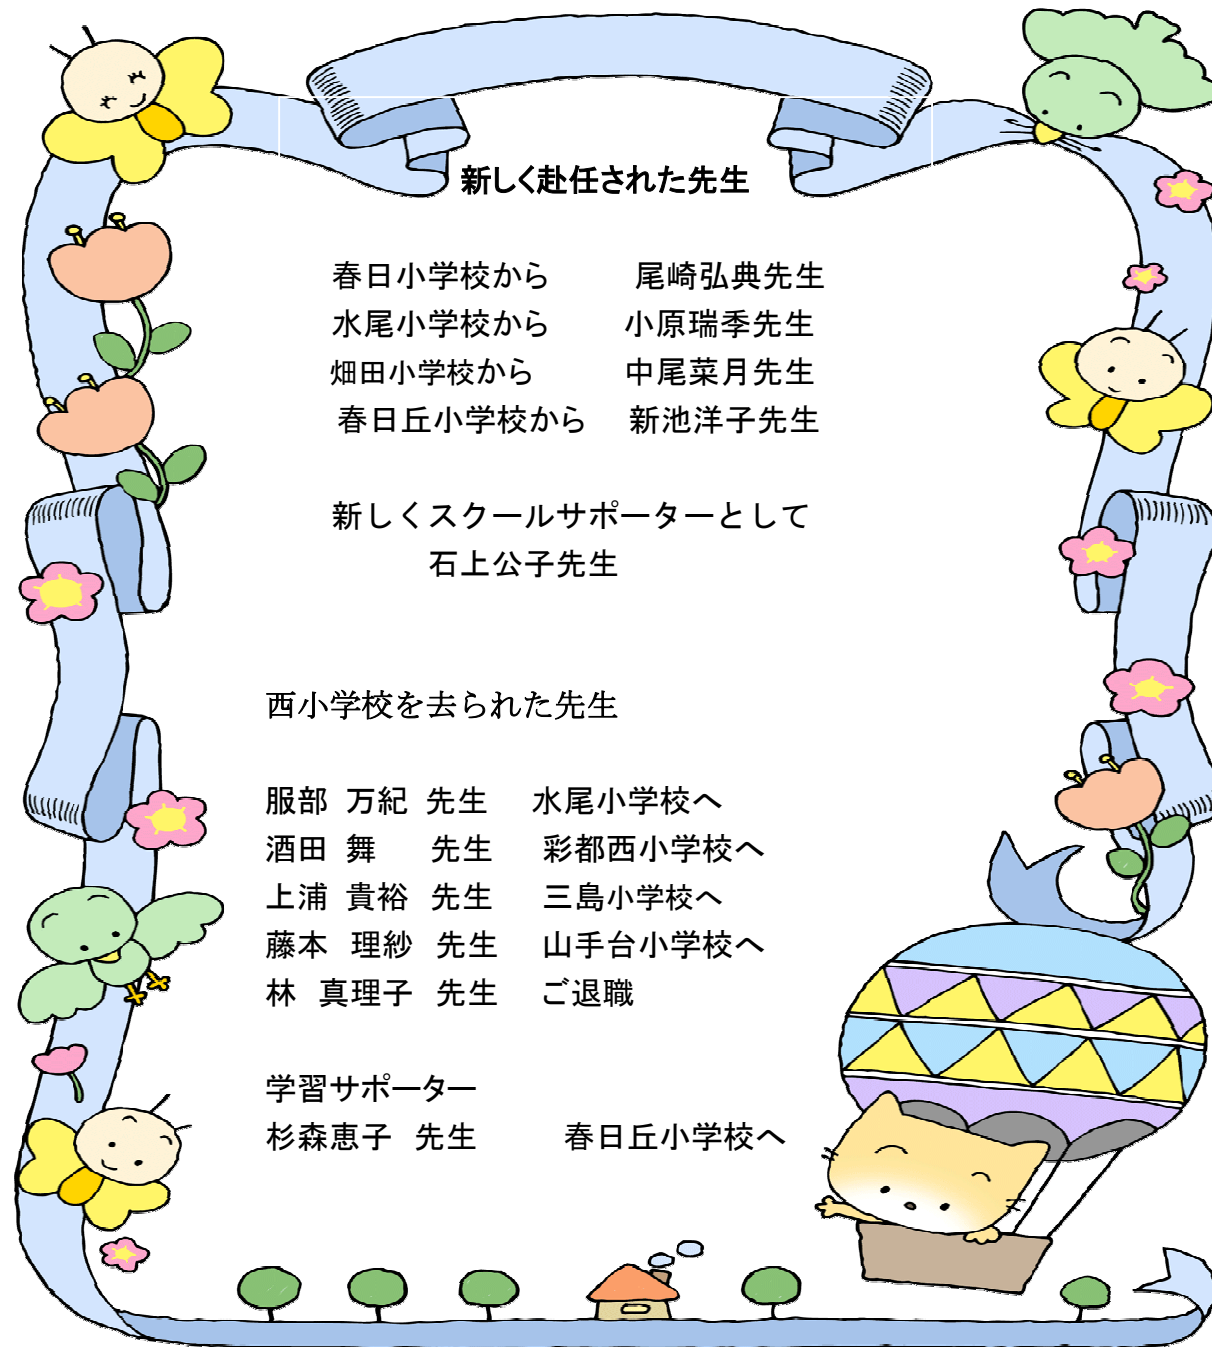 新しく赴任された先生
春日小学校から 尾崎弘典先生
水尾小学校から 小原瑞季先生
畑田小学校から 中尾菜月先生
春日丘小学校から 新池洋子先生
新しくスクールサポーターとして
石上公子先生
西小学校を去られた先生
服部 万紀 先生 水尾小学校へ
酒田 舞 先生 彩都西小学校へ
上浦 貴裕 先生 三島小学校へ
藤本 理紗 先生 山手台小学校へ
林 真理子 先生 ご退職
学習サポーター
杉森恵子 先生 春日丘小学校へ